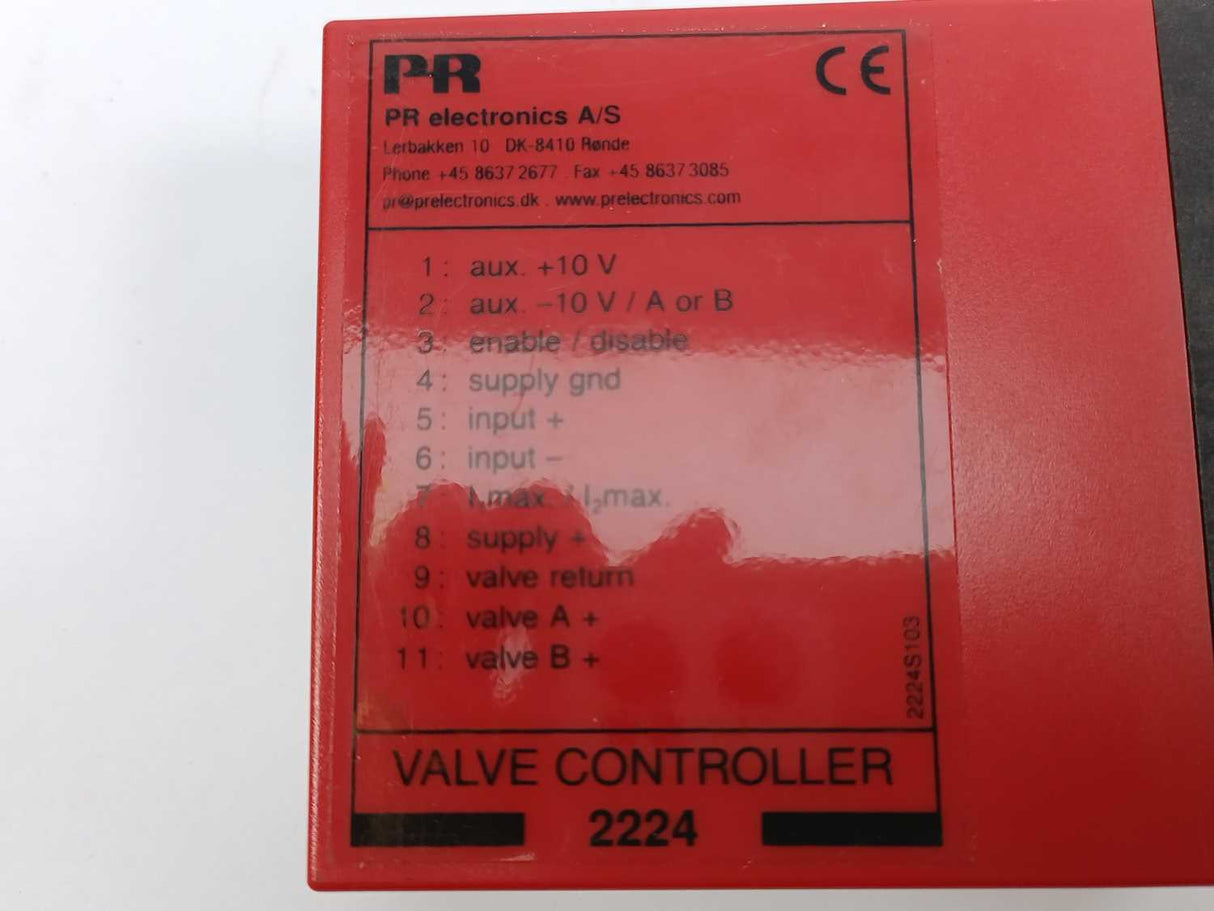 PR
CE
PR electronics A/S
Lerbakken 10 DK-8410 Rønde
Phone +45 8637 2677 . Fax +45 8637 3085
pr@prelectronics.dk . www.prelectronics.com
1: aux. +10 V
2: aux. –10 V / A or B
3: enable / disable
4: supply gnd
5: input +
6: input –
7: I₁max. / I₂max.
8: supply +
9: valve return
10: valve A +
11: valve B +
2224S103
VALVE CONTROLLER
2224